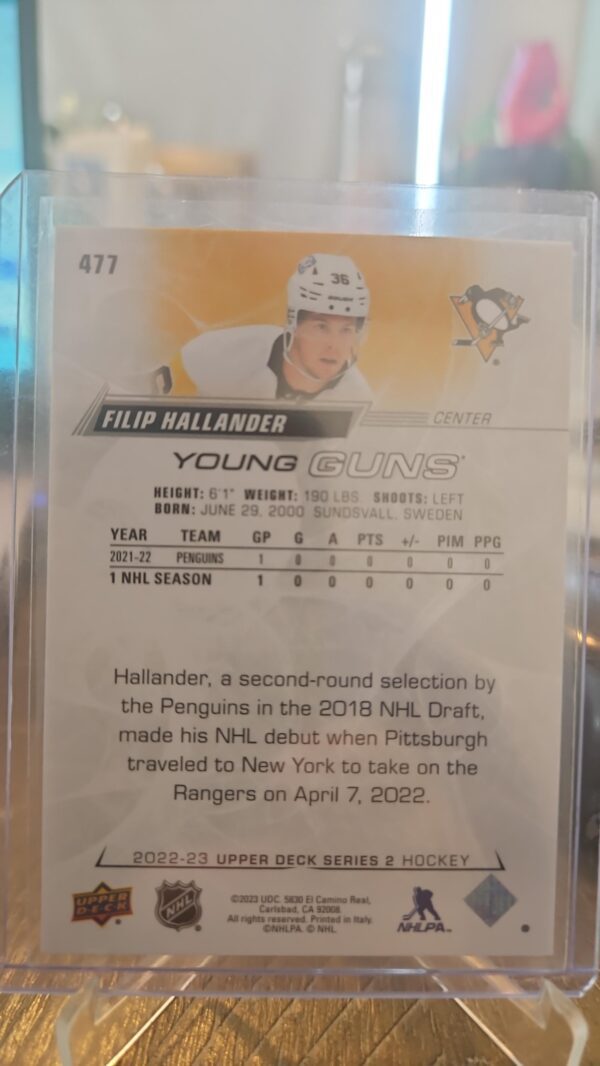 477
36
FILIP HALLANDER
CENTER
YOUNG GUNS
HEIGHT: 6'1" WEIGHT: 190 LBS SHOOTS: LEFT
BORN: JUNE 29, 2000 SUNDSVALL, SWEDEN
YEAR TEAM GP G A PTS +/- PIM PPG
2021-22 PENGUINS 1 0 0 0 0 0 0
1 NHL SEASON 1 0 0 0 0 0 0
Hallander, a second-round selection by
the Penguins in the 2018 NHL Draft,
made his NHL debut when Pittsburgh
traveled to New York to take on the
Rangers on April 7, 2022.
2022-23 UPPER DECK SERIES 2 HOCKEY
UPPER DECK
NHL
©2023 UDC. 5830 El Camino Real,
Carlsbad, CA 92008.
All rights reserved. Printed in Italy.
©NHLPA. © NHL.
NHLPA